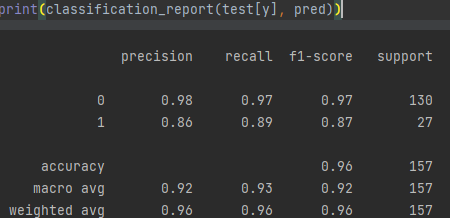 print(classification_report(test[y], pred))
precision recall f1-score support
0 0.98 0.97 0.97 130
1 0.86 0.89 0.87 27
accuracy 0.96 157
macro avg 0.92 0.93 0.92 157
weighted avg 0.96 0.96 0.96 157